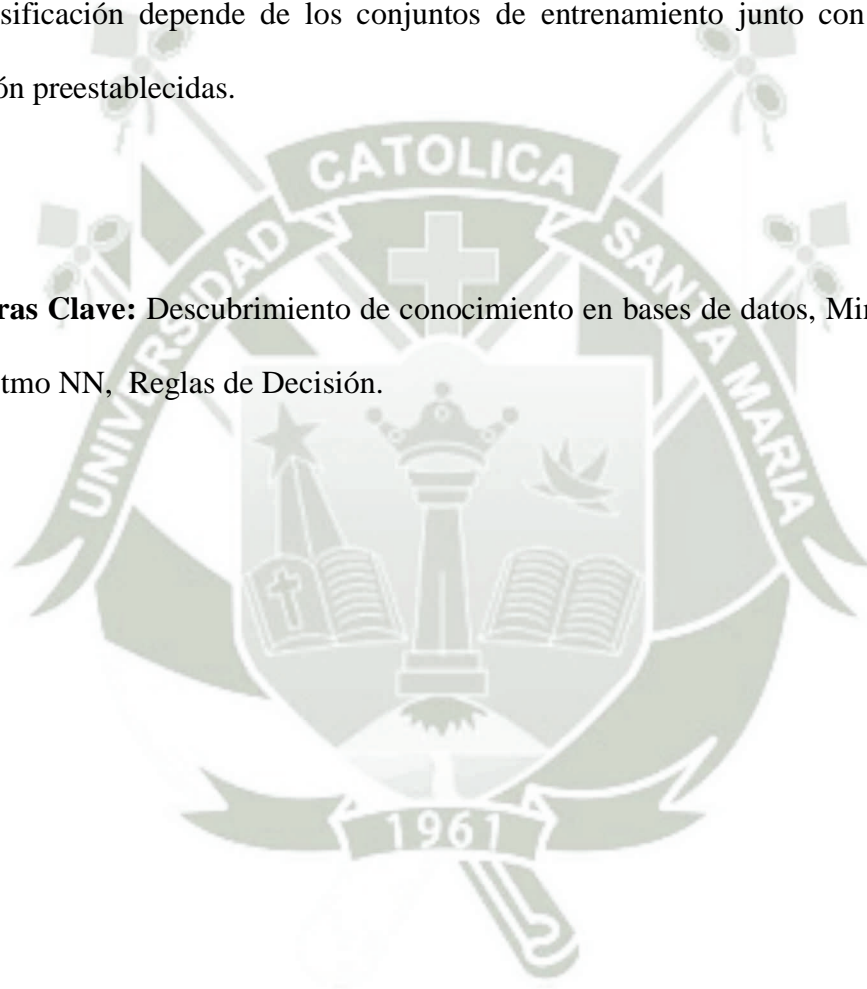 sificación depende de los conjuntos de entrenamiento junto con
ón preestablecidas.
CATOLICA
UNIVERSIDAD
SANTA MARIA
ras Clave: Descubrimiento de conocimiento en bases de datos, Mi
tmo NN, Reglas de Decisión.
1961